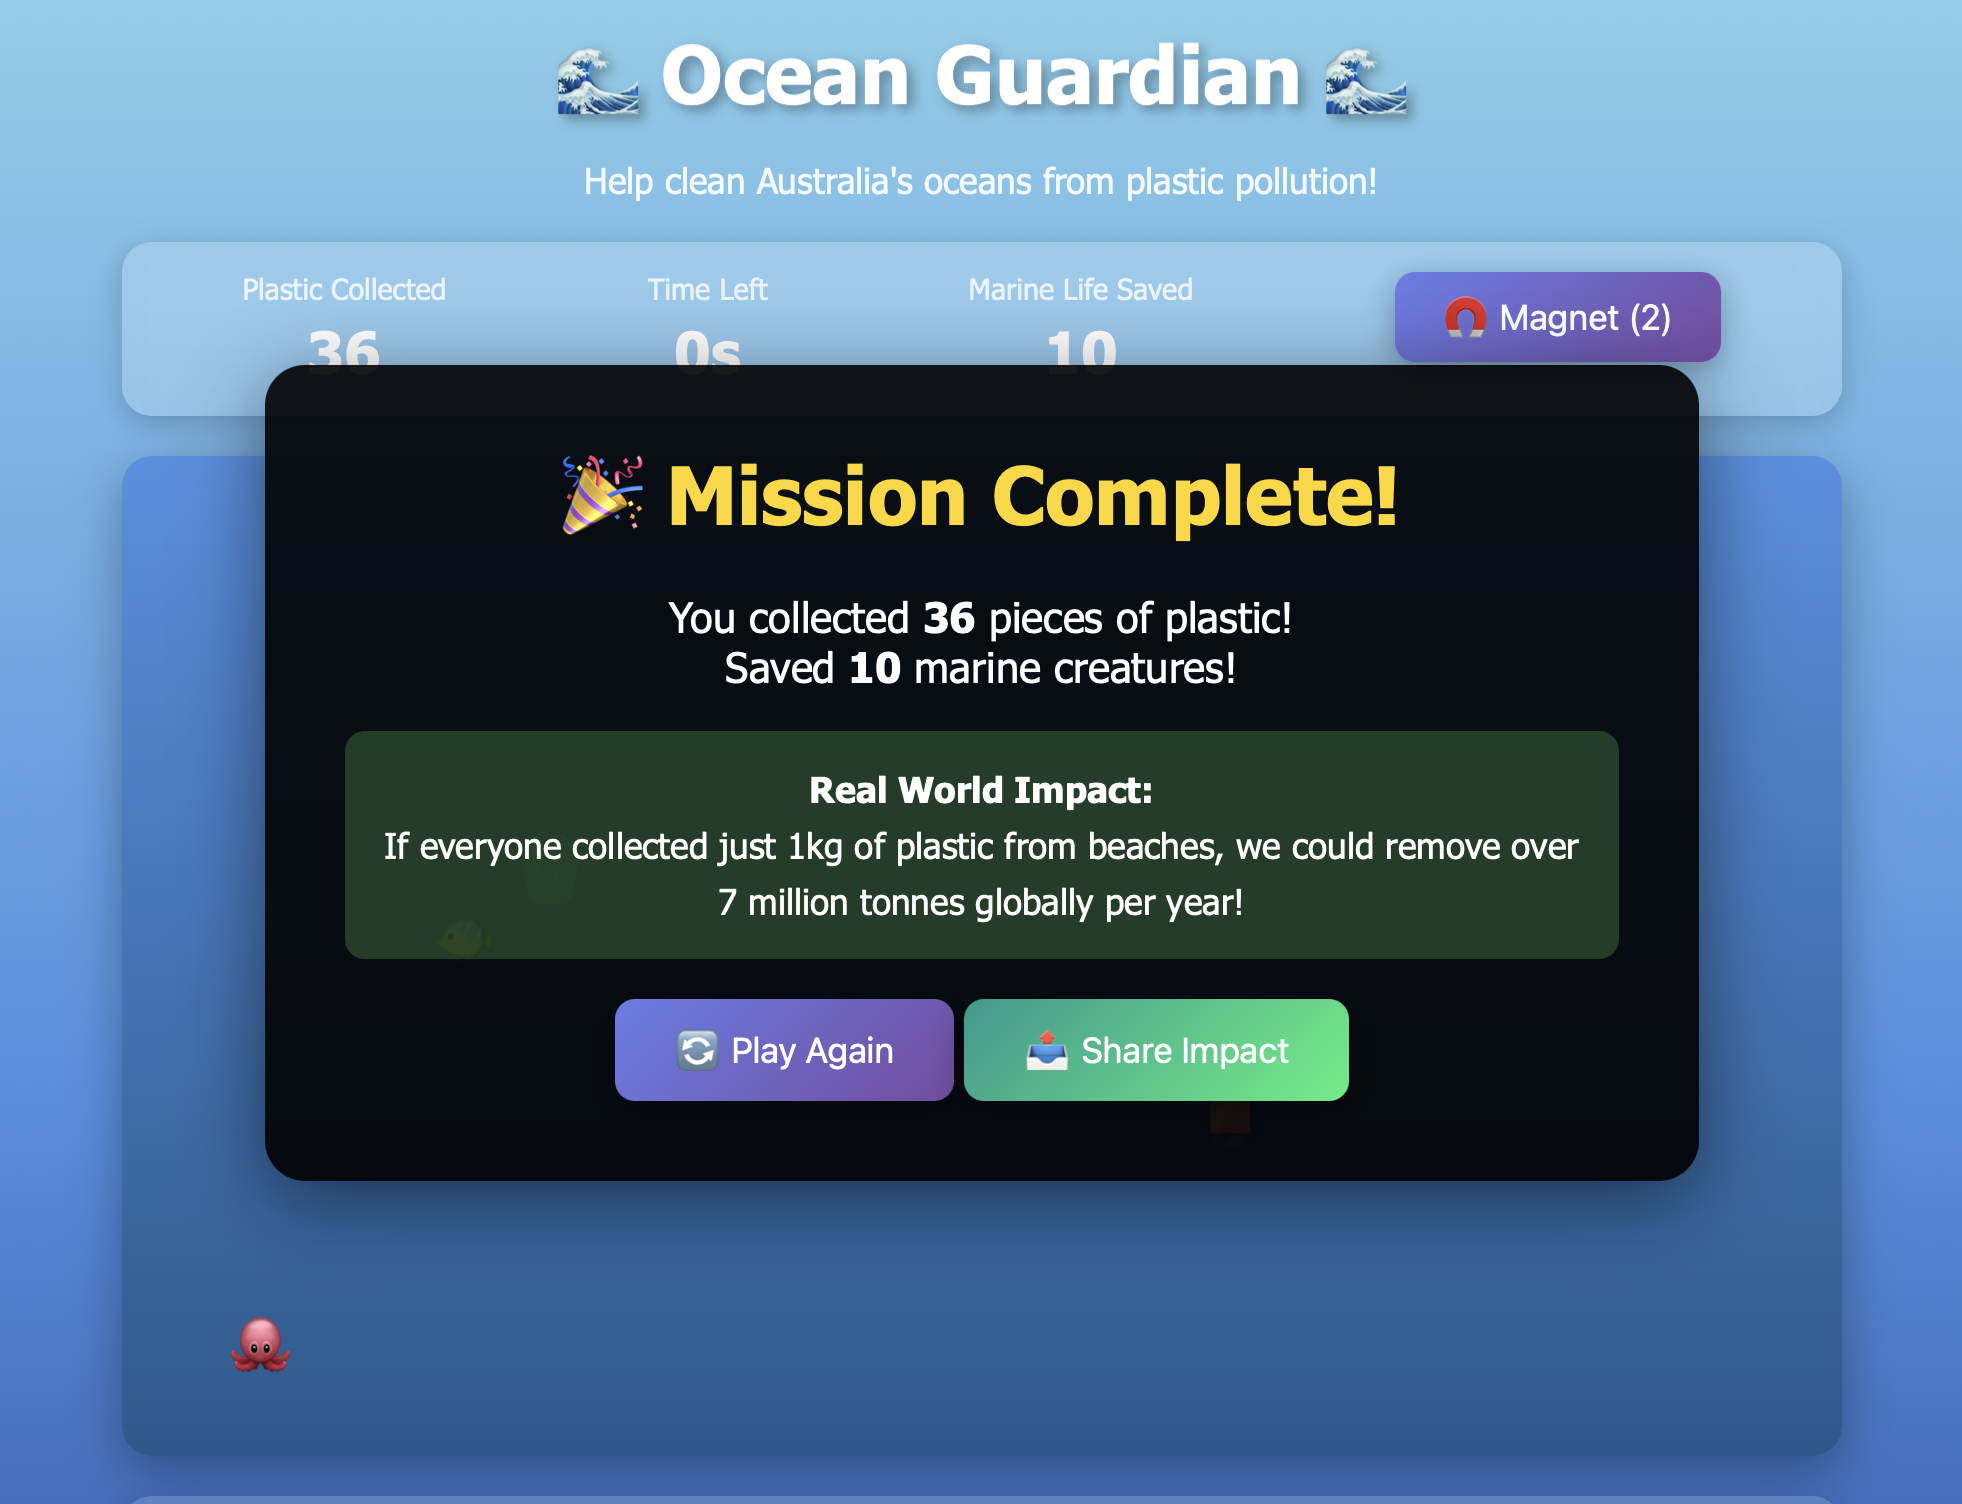 🌊 Ocean Guardian 🌊
Help clean Australia's oceans from plastic pollution!
Plastic Collected
Time Left
Marine Life Saved
🧲 Magnet (2)
36
0s
10
🎉 Mission Complete!
You collected 36 pieces of plastic!
Saved 10 marine creatures!
Real World Impact:
If everyone collected just 1kg of plastic from beaches, we could remove over
7 million tonnes globally per year!
🔄 Play Again
📤 Share Impact